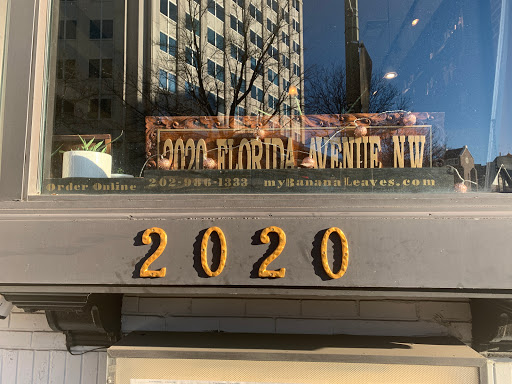 2020 FLORIDA AVENUE NW
Order Online 202-986-1333 myBananaLeaves.com
2020